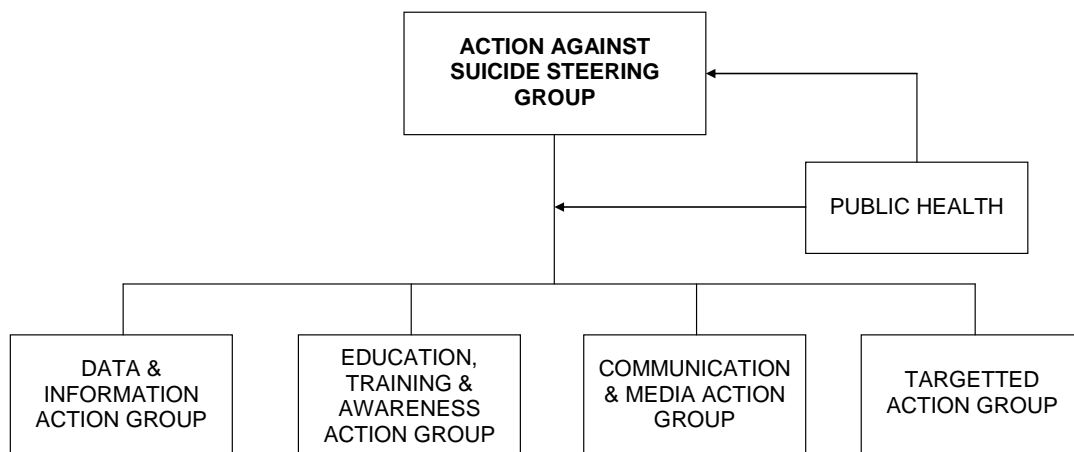 ACTION AGAINST
SUICIDE STEERING
GROUP
PUBLIC HEALTH
DATA &
INFORMATION
ACTION GROUP
EDUCATION,
TRAINING &
AWARENESS
ACTION GROUP
COMMUNICATION
& MEDIA ACTION
GROUP
TARGETTED
ACTION GROUP